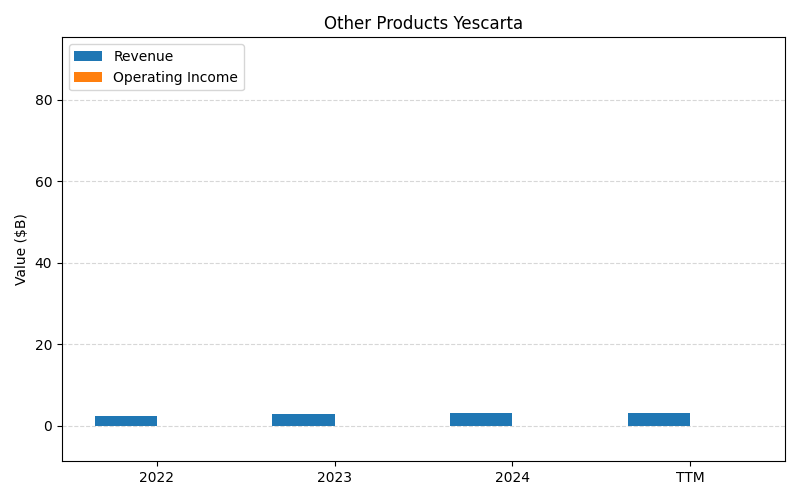 Other Products Yescarta
Revenue
Operating Income
Value ($B)
80
60
40
20
0
2022
2023
2024
TTM